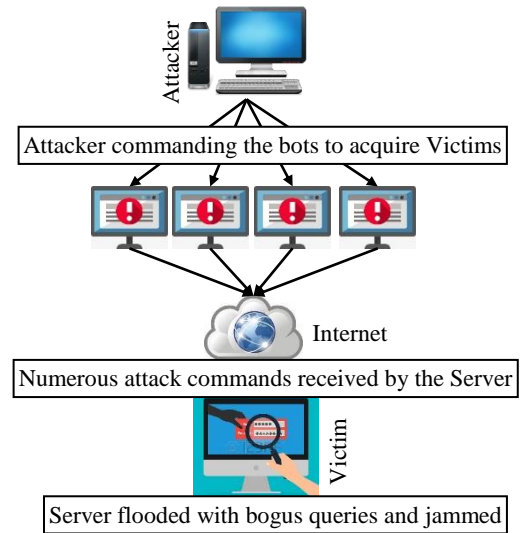 Attacker
Attacker commanding the bots to acquire Victims
Internet
Numerous attack commands received by the Server
Victim
Server flooded with bogus queries and jammed